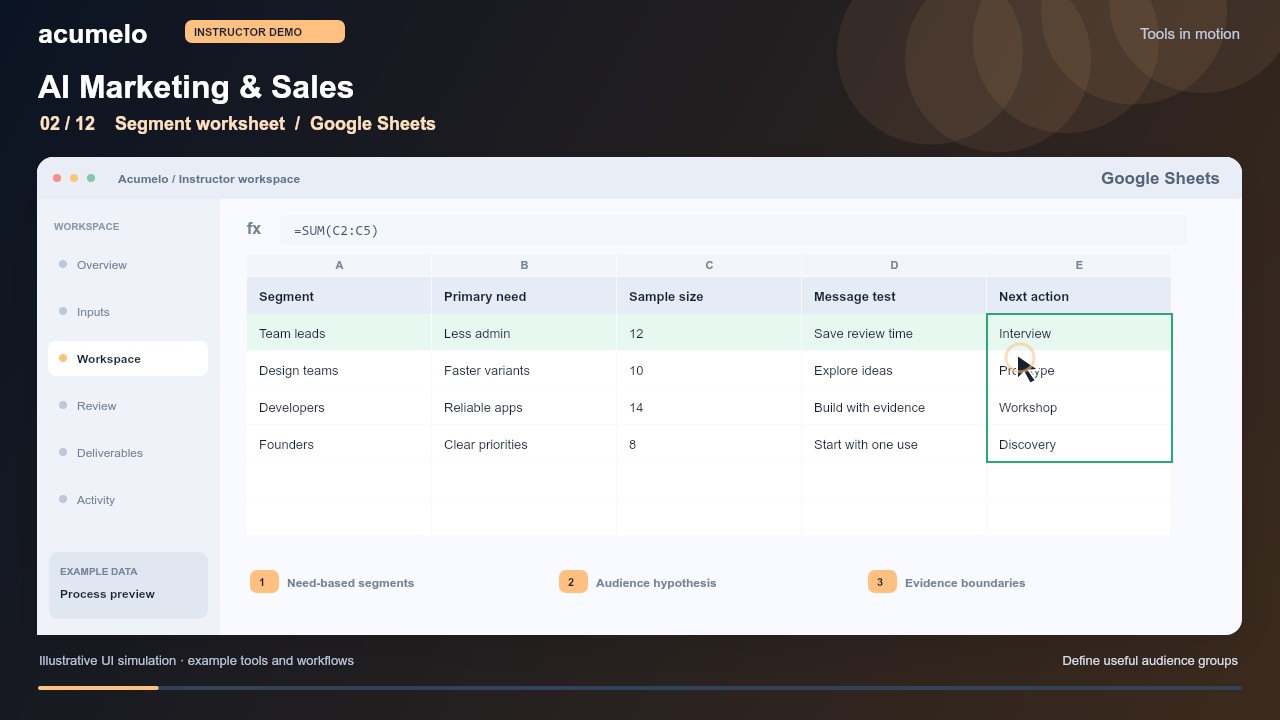 acumelo
INSTRUCTOR DEMO
Tools in motion
AI Marketing & Sales
02 / 12 Segment worksheet / Google Sheets
Acumelo / Instructor workspace
Google Sheets
WORKSPACE
Overview
Inputs
Workspace
Review
Deliverables
Activity
EXAMPLE DATA
Process preview
fx =SUM(C2:C5)
A B C D E
Segment Primary need Sample size Message test Next action
Team leads Less admin 12 Save review time Interview
Design teams Faster variants 10 Explore ideas Prototype
Developers Reliable apps 14 Build with evidence Workshop
Founders Clear priorities 8 Start with one use Discovery
1 Need-based segments
2 Audience hypothesis
3 Evidence boundaries
Illustrative UI simulation · example tools and workflows
Define useful audience groups